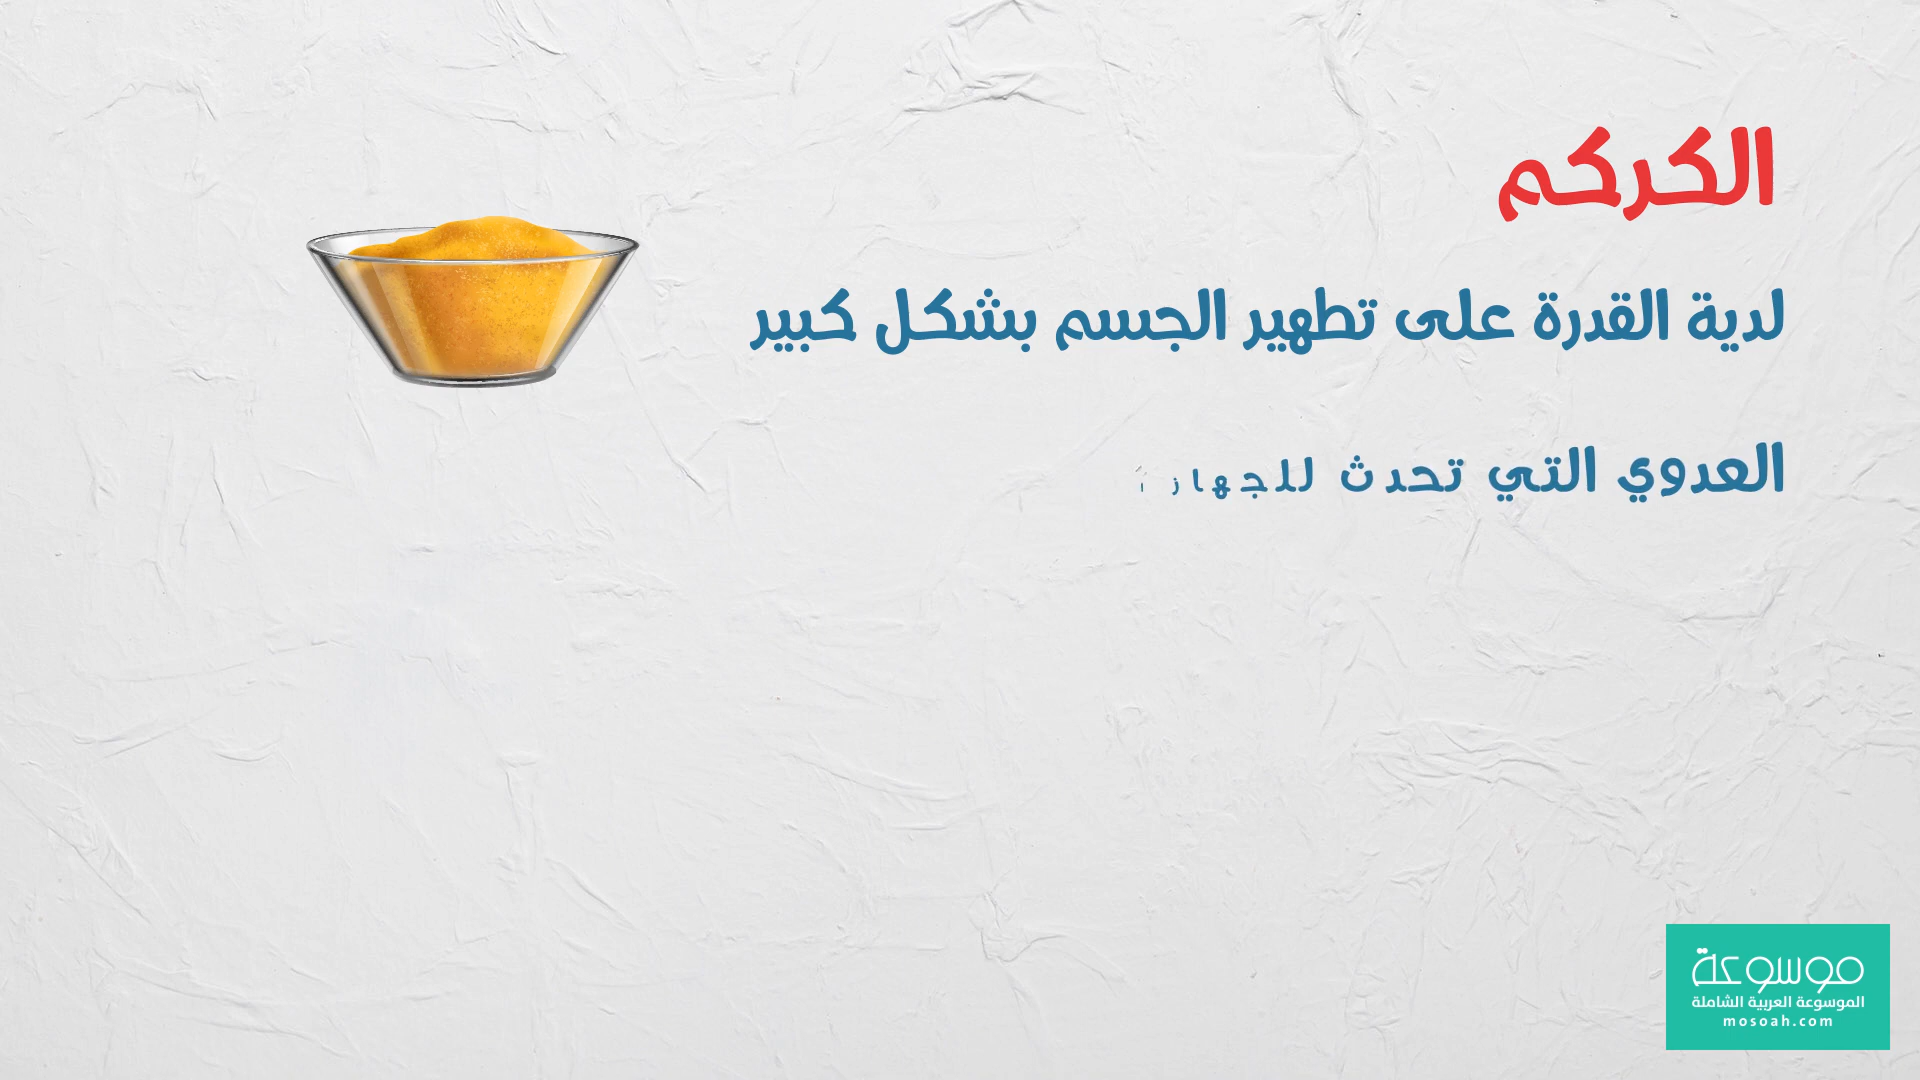 الكركم
لدية القدرة على تطهير الجسم بشكل كبير
العدوي التي تحدث للجهاز
موسوعة
الموسوعة العربية الشاملة
mosoah.com